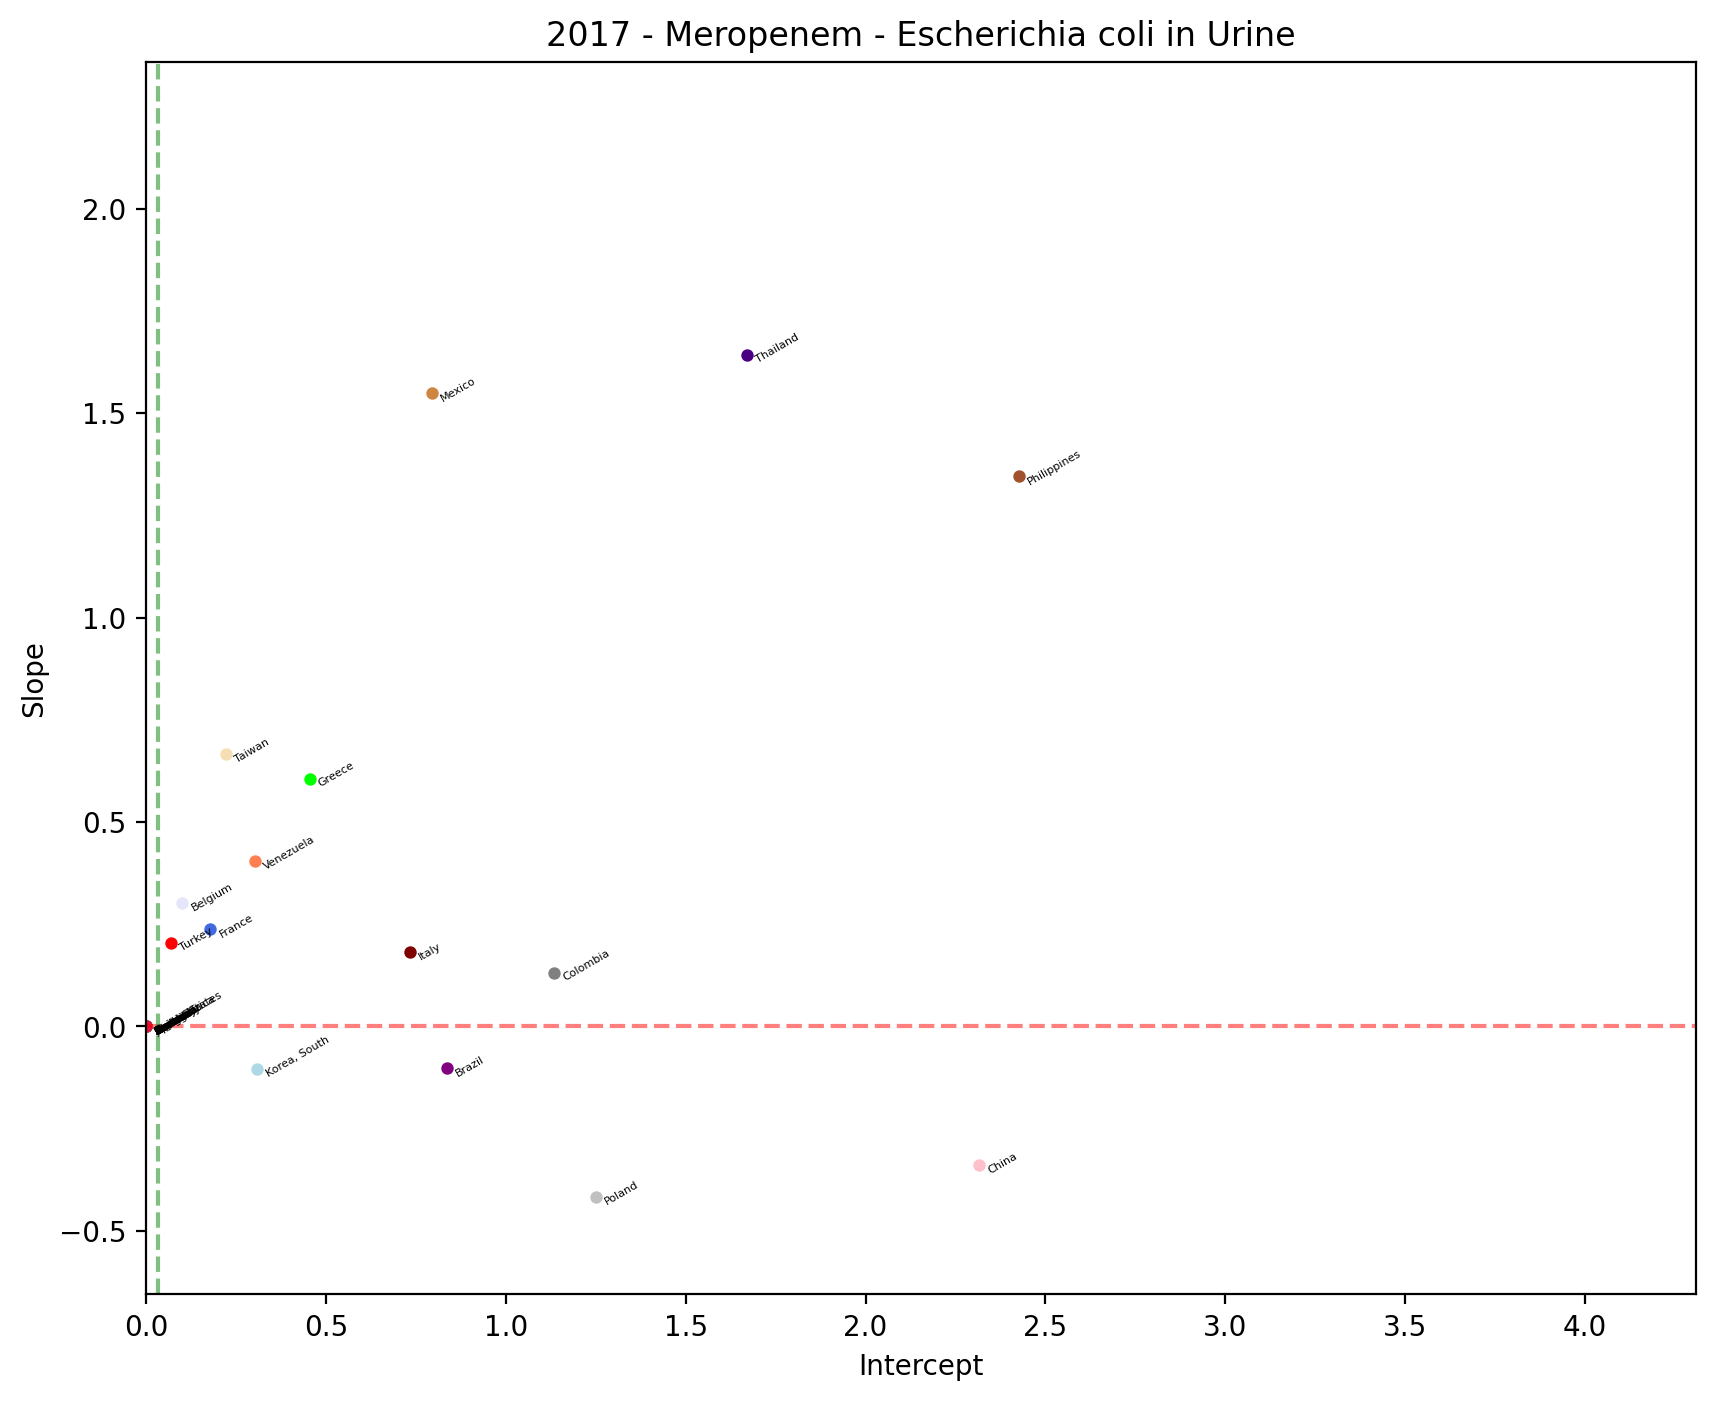 2017 - Meropenem - Escherichia coli in Urine
2.0
Thailand
Mexico
1.5
Philippines
1.0
Slope
Taiwan
Greece
0.5
Venezuela
Belgium
France
Turkey
Italy
Colombia
0.0
Korea, South
Brazil
China
Poland
−0.5
0.0 0.5 1.0 1.5 2.0 2.5 3.0 3.5 4.0
Intercept